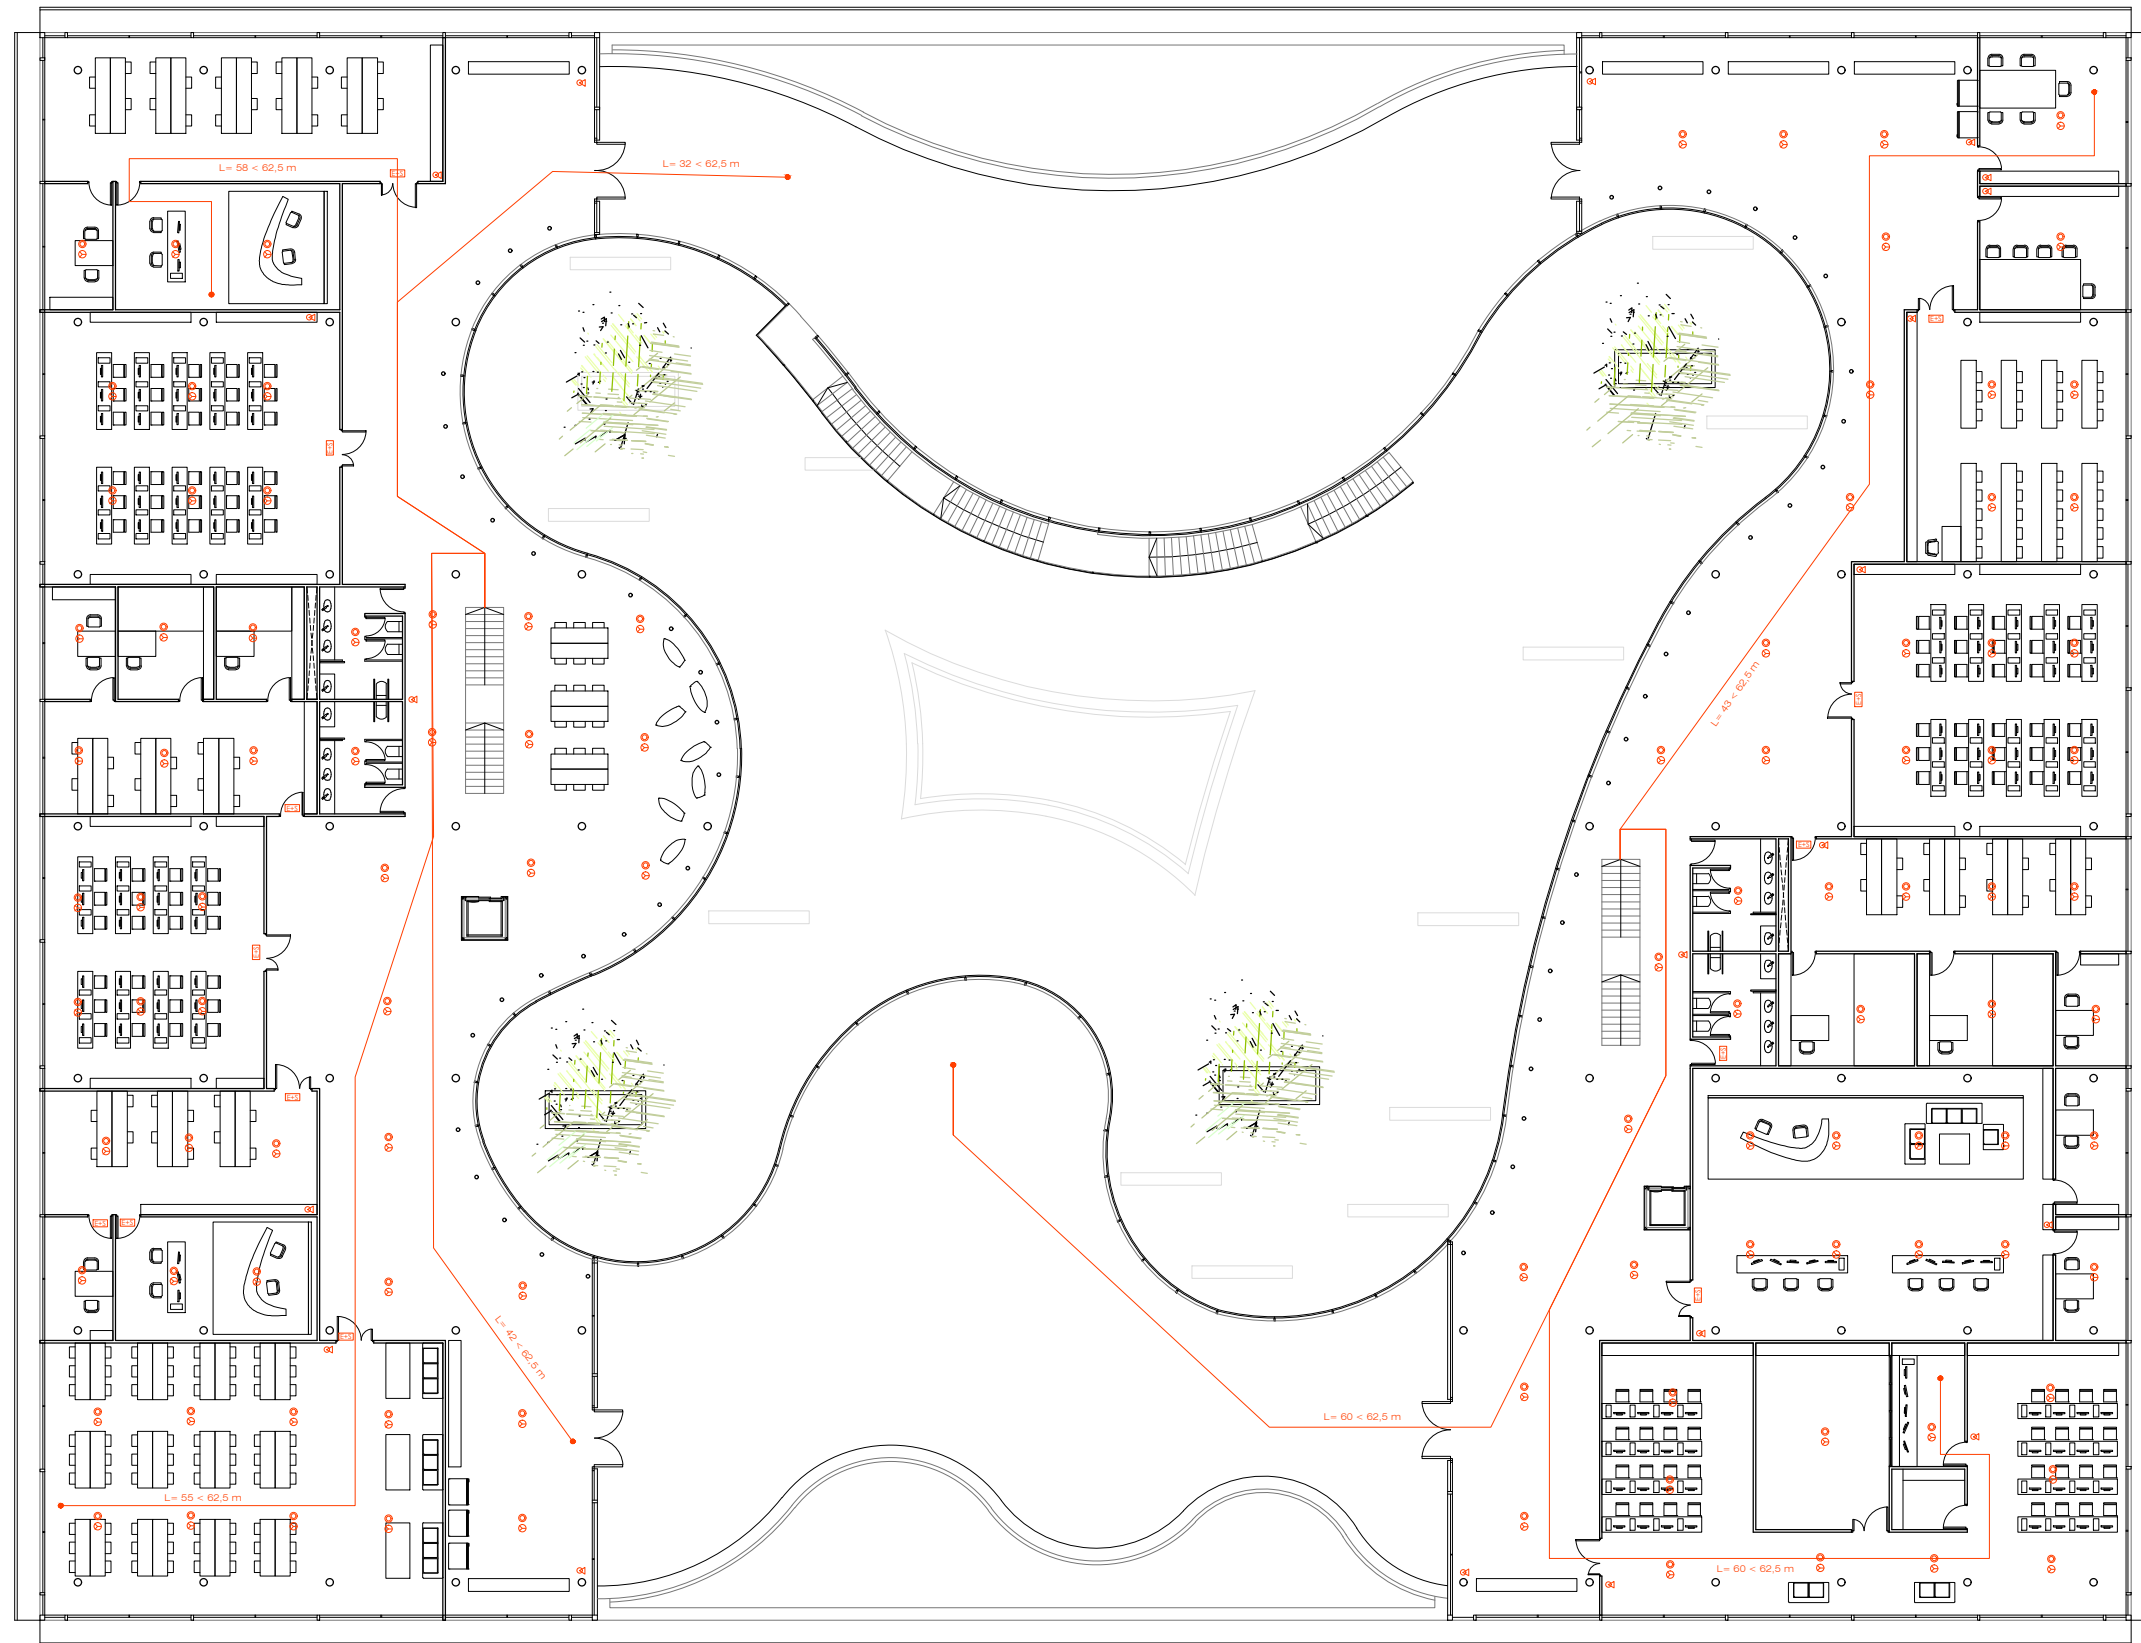 L= 58 < 62,5 m
L= 32 < 62,5 m
L= 43 < 62,5 m
L= 42 < 62,5 m
L= 60 < 62,5 m
L= 55 < 62,5 m
L= 60 < 62,5 m